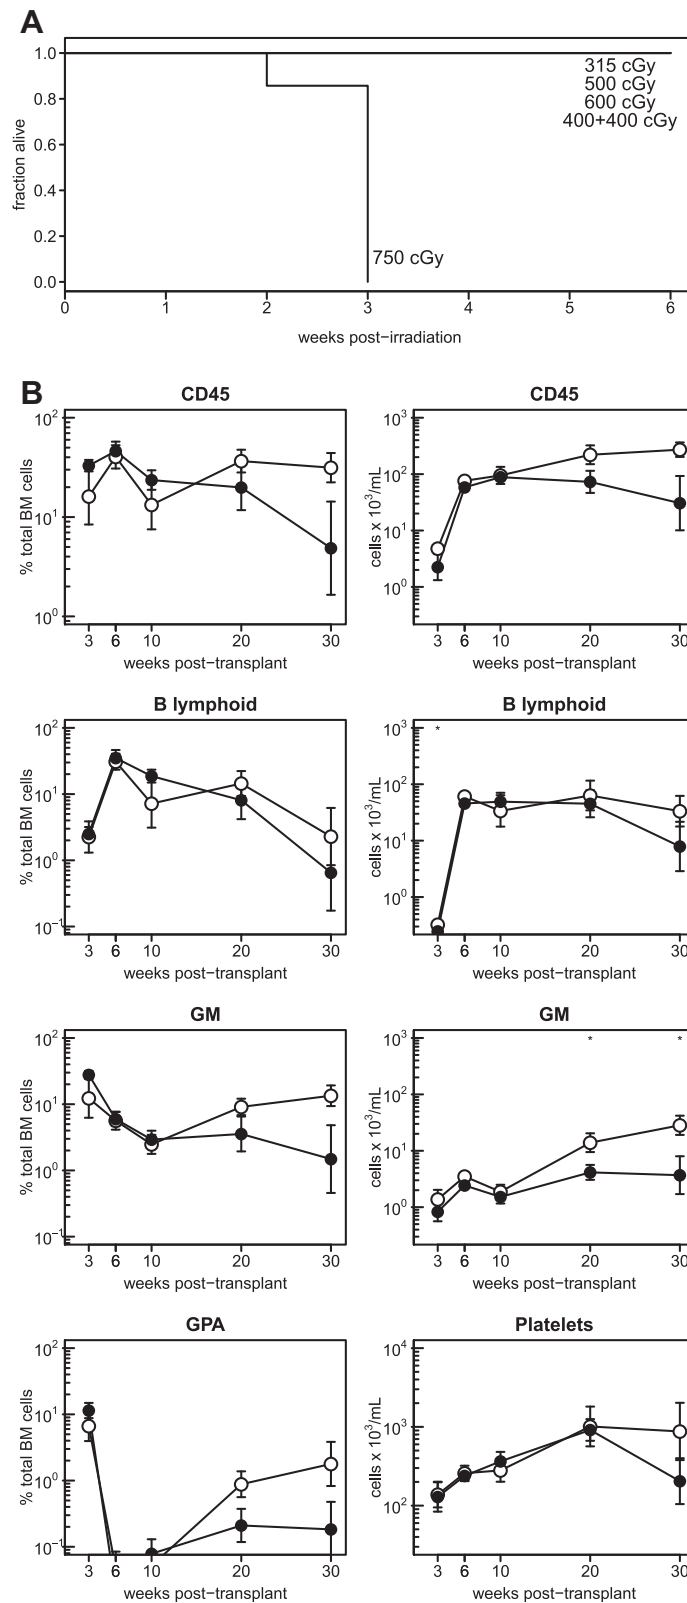 A
1.0
0.8
0.6
0.4
0.2
0.0
fraction alive
315 cGy
500 cGy
600 cGy
400+400 cGy
750 cGy
0 1 2 3 4 5 6
weeks post−irradiation
B
CD45
% total BM cells
10² 10¹ 10⁰
3 6 10 20 30
weeks post−transplant
CD45
cells x 10³/mL
10³ 10² 10¹ 10⁰
3 6 10 20 30
weeks post−transplant
B lymphoid
% total BM cells
10² 10¹ 10⁰ 10⁻¹
3 6 10 20 30
weeks post−transplant
B lymphoid
*
cells x 10³/mL
10³ 10² 10¹ 10⁰
3 6 10 20 30
weeks post−transplant
GM
% total BM cells
10² 10¹ 10⁰ 10⁻¹
3 6 10 20 30
weeks post−transplant
GM
* *
cells x 10³/mL
10³ 10² 10¹ 10⁰
3 6 10 20 30
weeks post−transplant
GPA
% total BM cells
10² 10¹ 10⁰ 10⁻¹
3 6 10 20 30
weeks post−transplant
Platelets
cells x 10³/mL
10⁴ 10³ 10²
3 6 10 20 30
weeks post−transplant